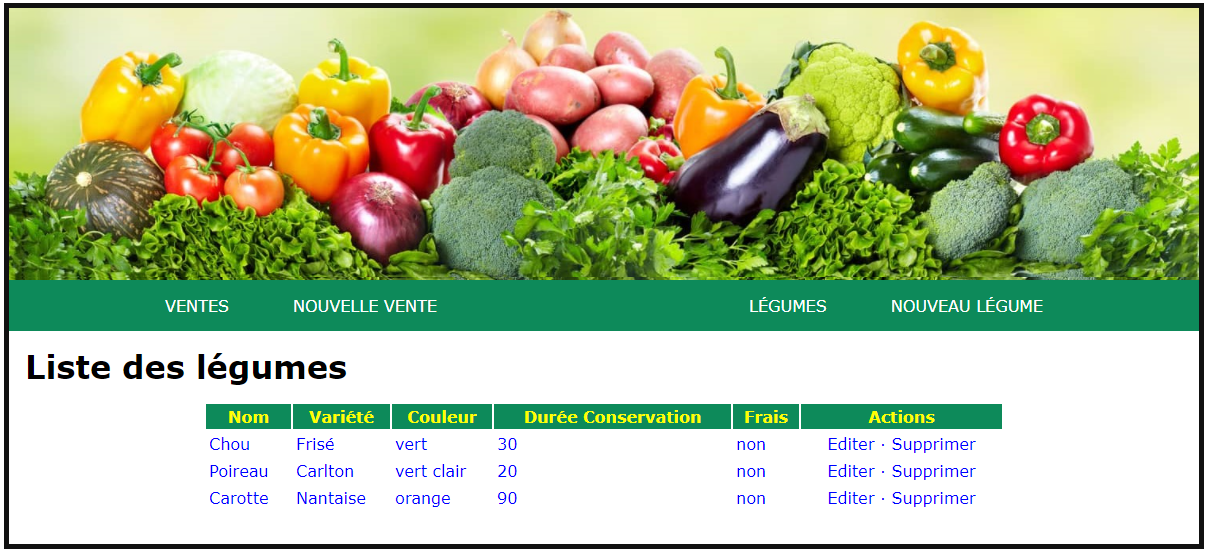 VENTES NOUVELLE VENTE LÉGUMES NOUVEAU LÉGUME
Liste des légumes
Nom Variété Couleur Durée Conservation Frais Actions
Chou Frisé vert 30 non Editer · Supprimer
Poireau Carlton vert clair 20 non Editer · Supprimer
Carotte Nantaise orange 90 non Editer · Supprimer